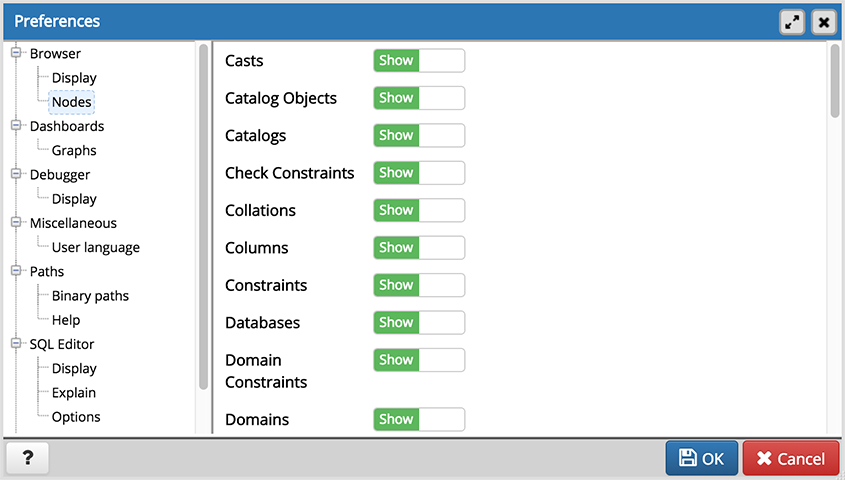 Preferences
Browser
Display
Nodes
Dashboards
Graphs
Debugger
Display
Miscellaneous
User language
Paths
Binary paths
Help
SQL Editor
Display
Explain
Options
Casts Show
Catalog Objects Show
Catalogs Show
Check Constraints Show
Collations Show
Columns Show
Constraints Show
Databases Show
Domain Show
Constraints
Domains Show
? OK Cancel